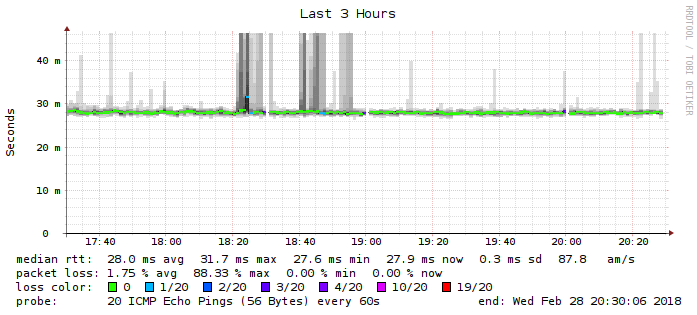 Last 3 Hours
RRDTOOL / TOBI OETIKER
Seconds
40 m
30 m
20 m
10 m
0
17:40 18:00 18:20 18:40 19:00 19:20 19:40 20:00 20:20
median rtt: 28.0 ms avg 31.7 ms max 27.6 ms min 27.9 ms now 0.3 ms sd 87.8 am/s
packet loss: 1.75 % avg 88.33 % max 0.00 % min 0.00 % now
loss color: 0 1/20 2/20 3/20 4/20 10/20 19/20
probe: 20 ICMP Echo Pings (56 Bytes) every 60s end: Wed Feb 28 20:30:06 2018